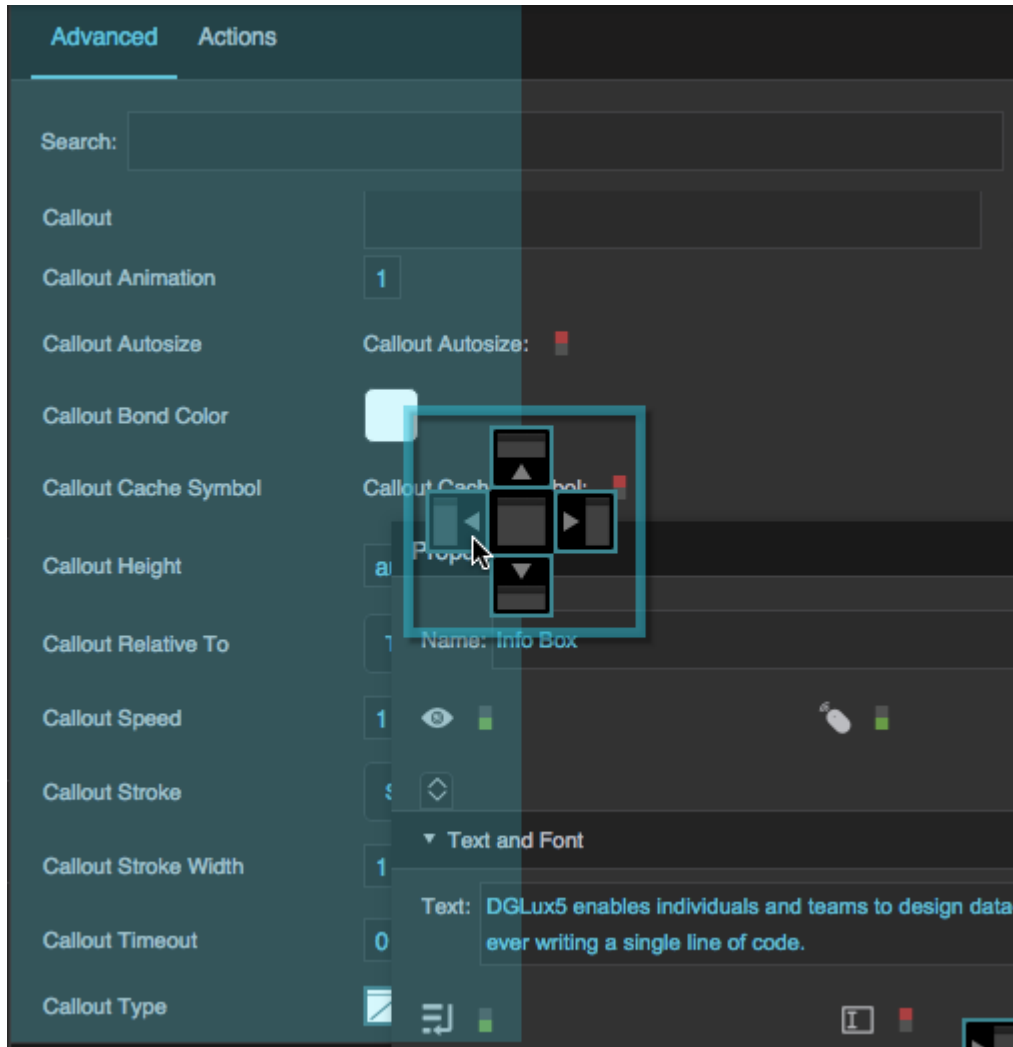 Advanced Actions
Search:
Callout
Callout Animation 1
Callout Autosize Callout Autosize:
Callout Bond Color
Callout Cache Symbol Callout
Callout Height
Callout Relative To
Name: Info Box
Callout Speed 1
Callout Stroke
Text and Font
Callout Stroke Width 1
Text: DGLux5 enables individuals and teams to design data
ever writing a single line of code.
Callout Timeout 0
Callout Type